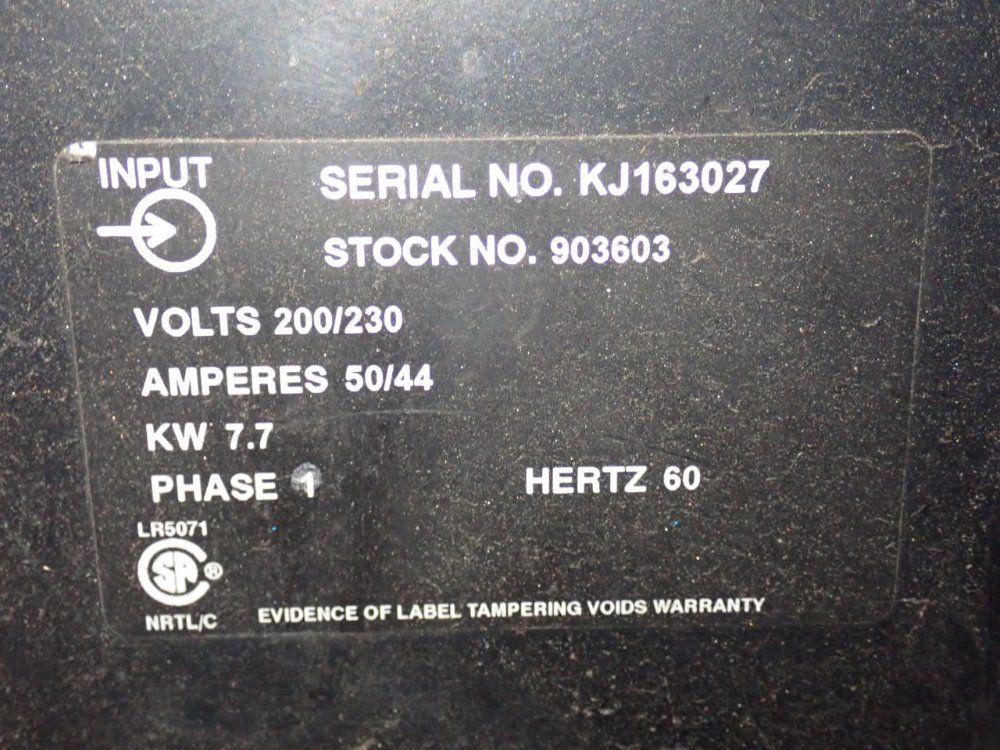 INPUT
SERIAL NO. KJ163027
STOCK NO. 903603
VOLTS 200/230
AMPERES 50/44
KW 7.7
PHASE 1
HERTZ 60
LR5071
SA ®
NRTL/C
EVIDENCE OF LABEL TAMPERING VOIDS WARRANTY